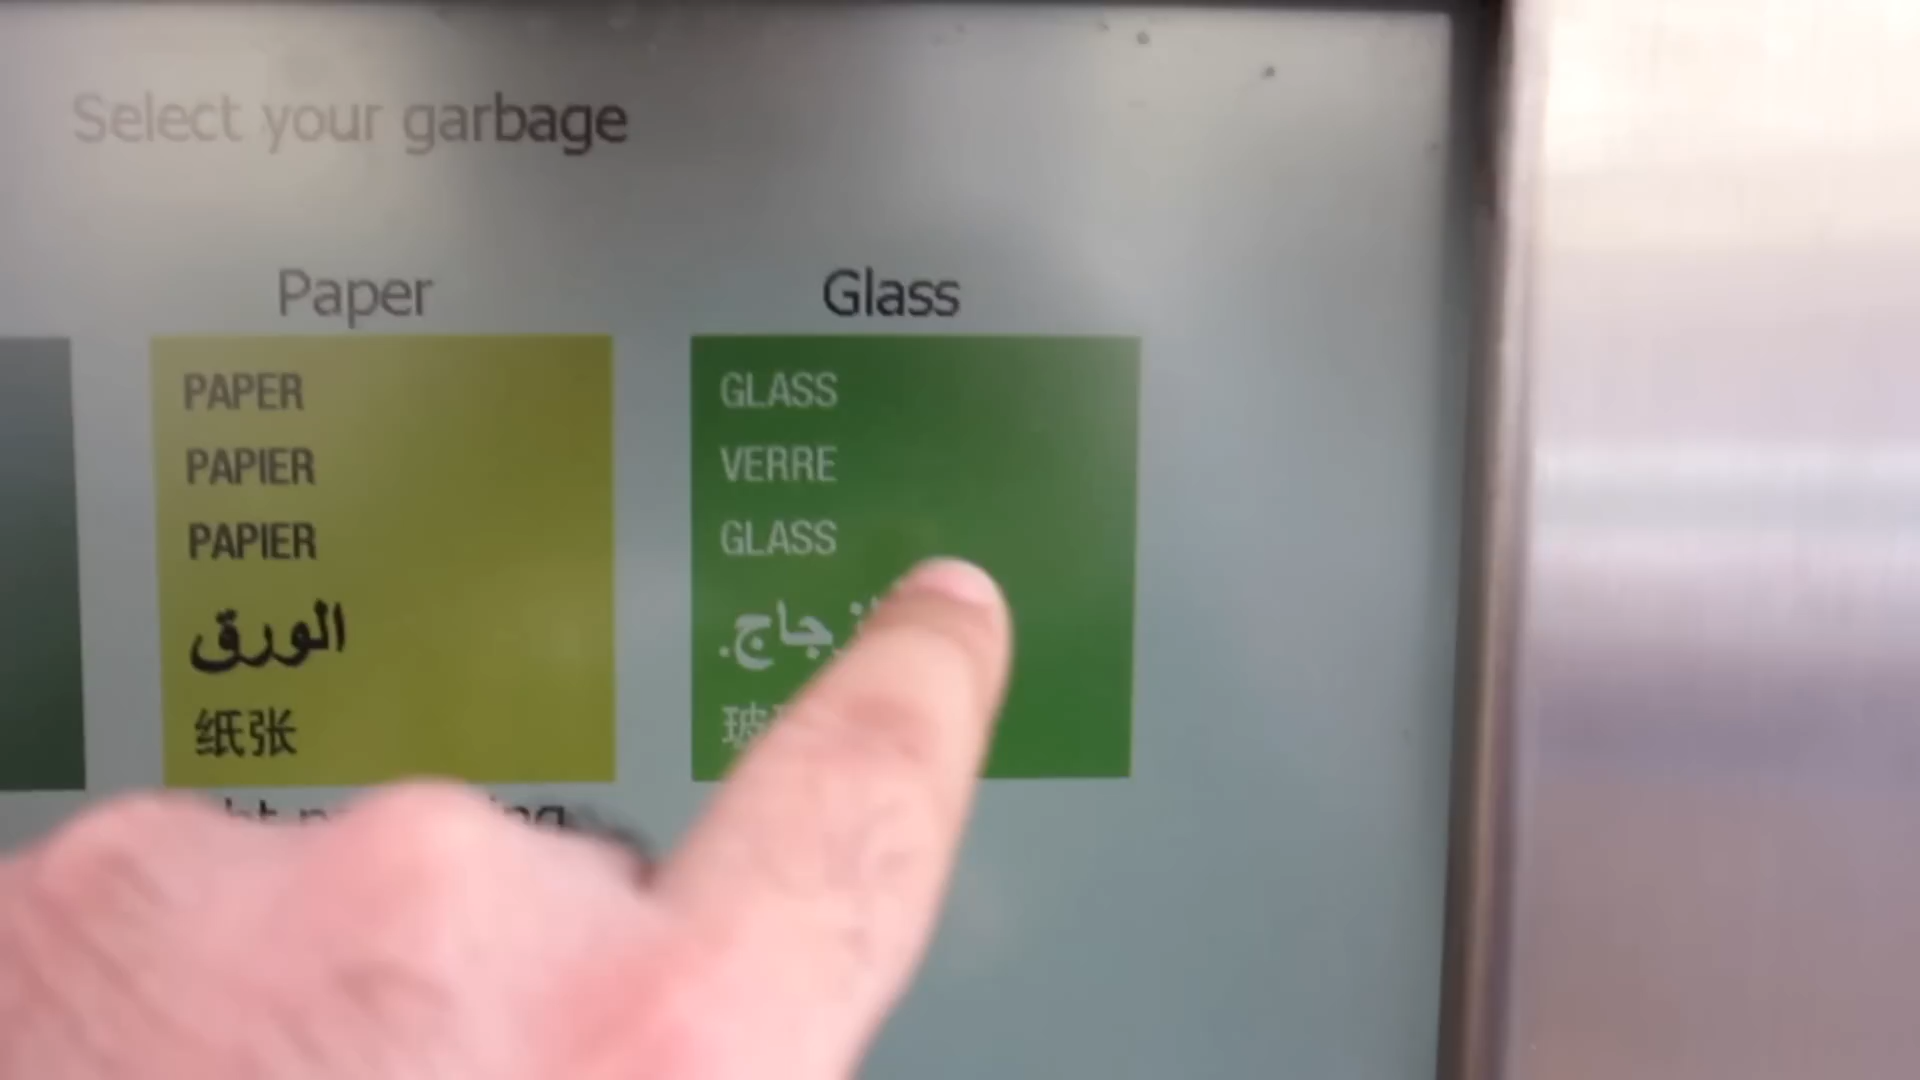 Select your garbage
Paper
Glass
PAPER
PAPIER
PAPIER
الورق
纸张
GLASS
VERRE
GLASS